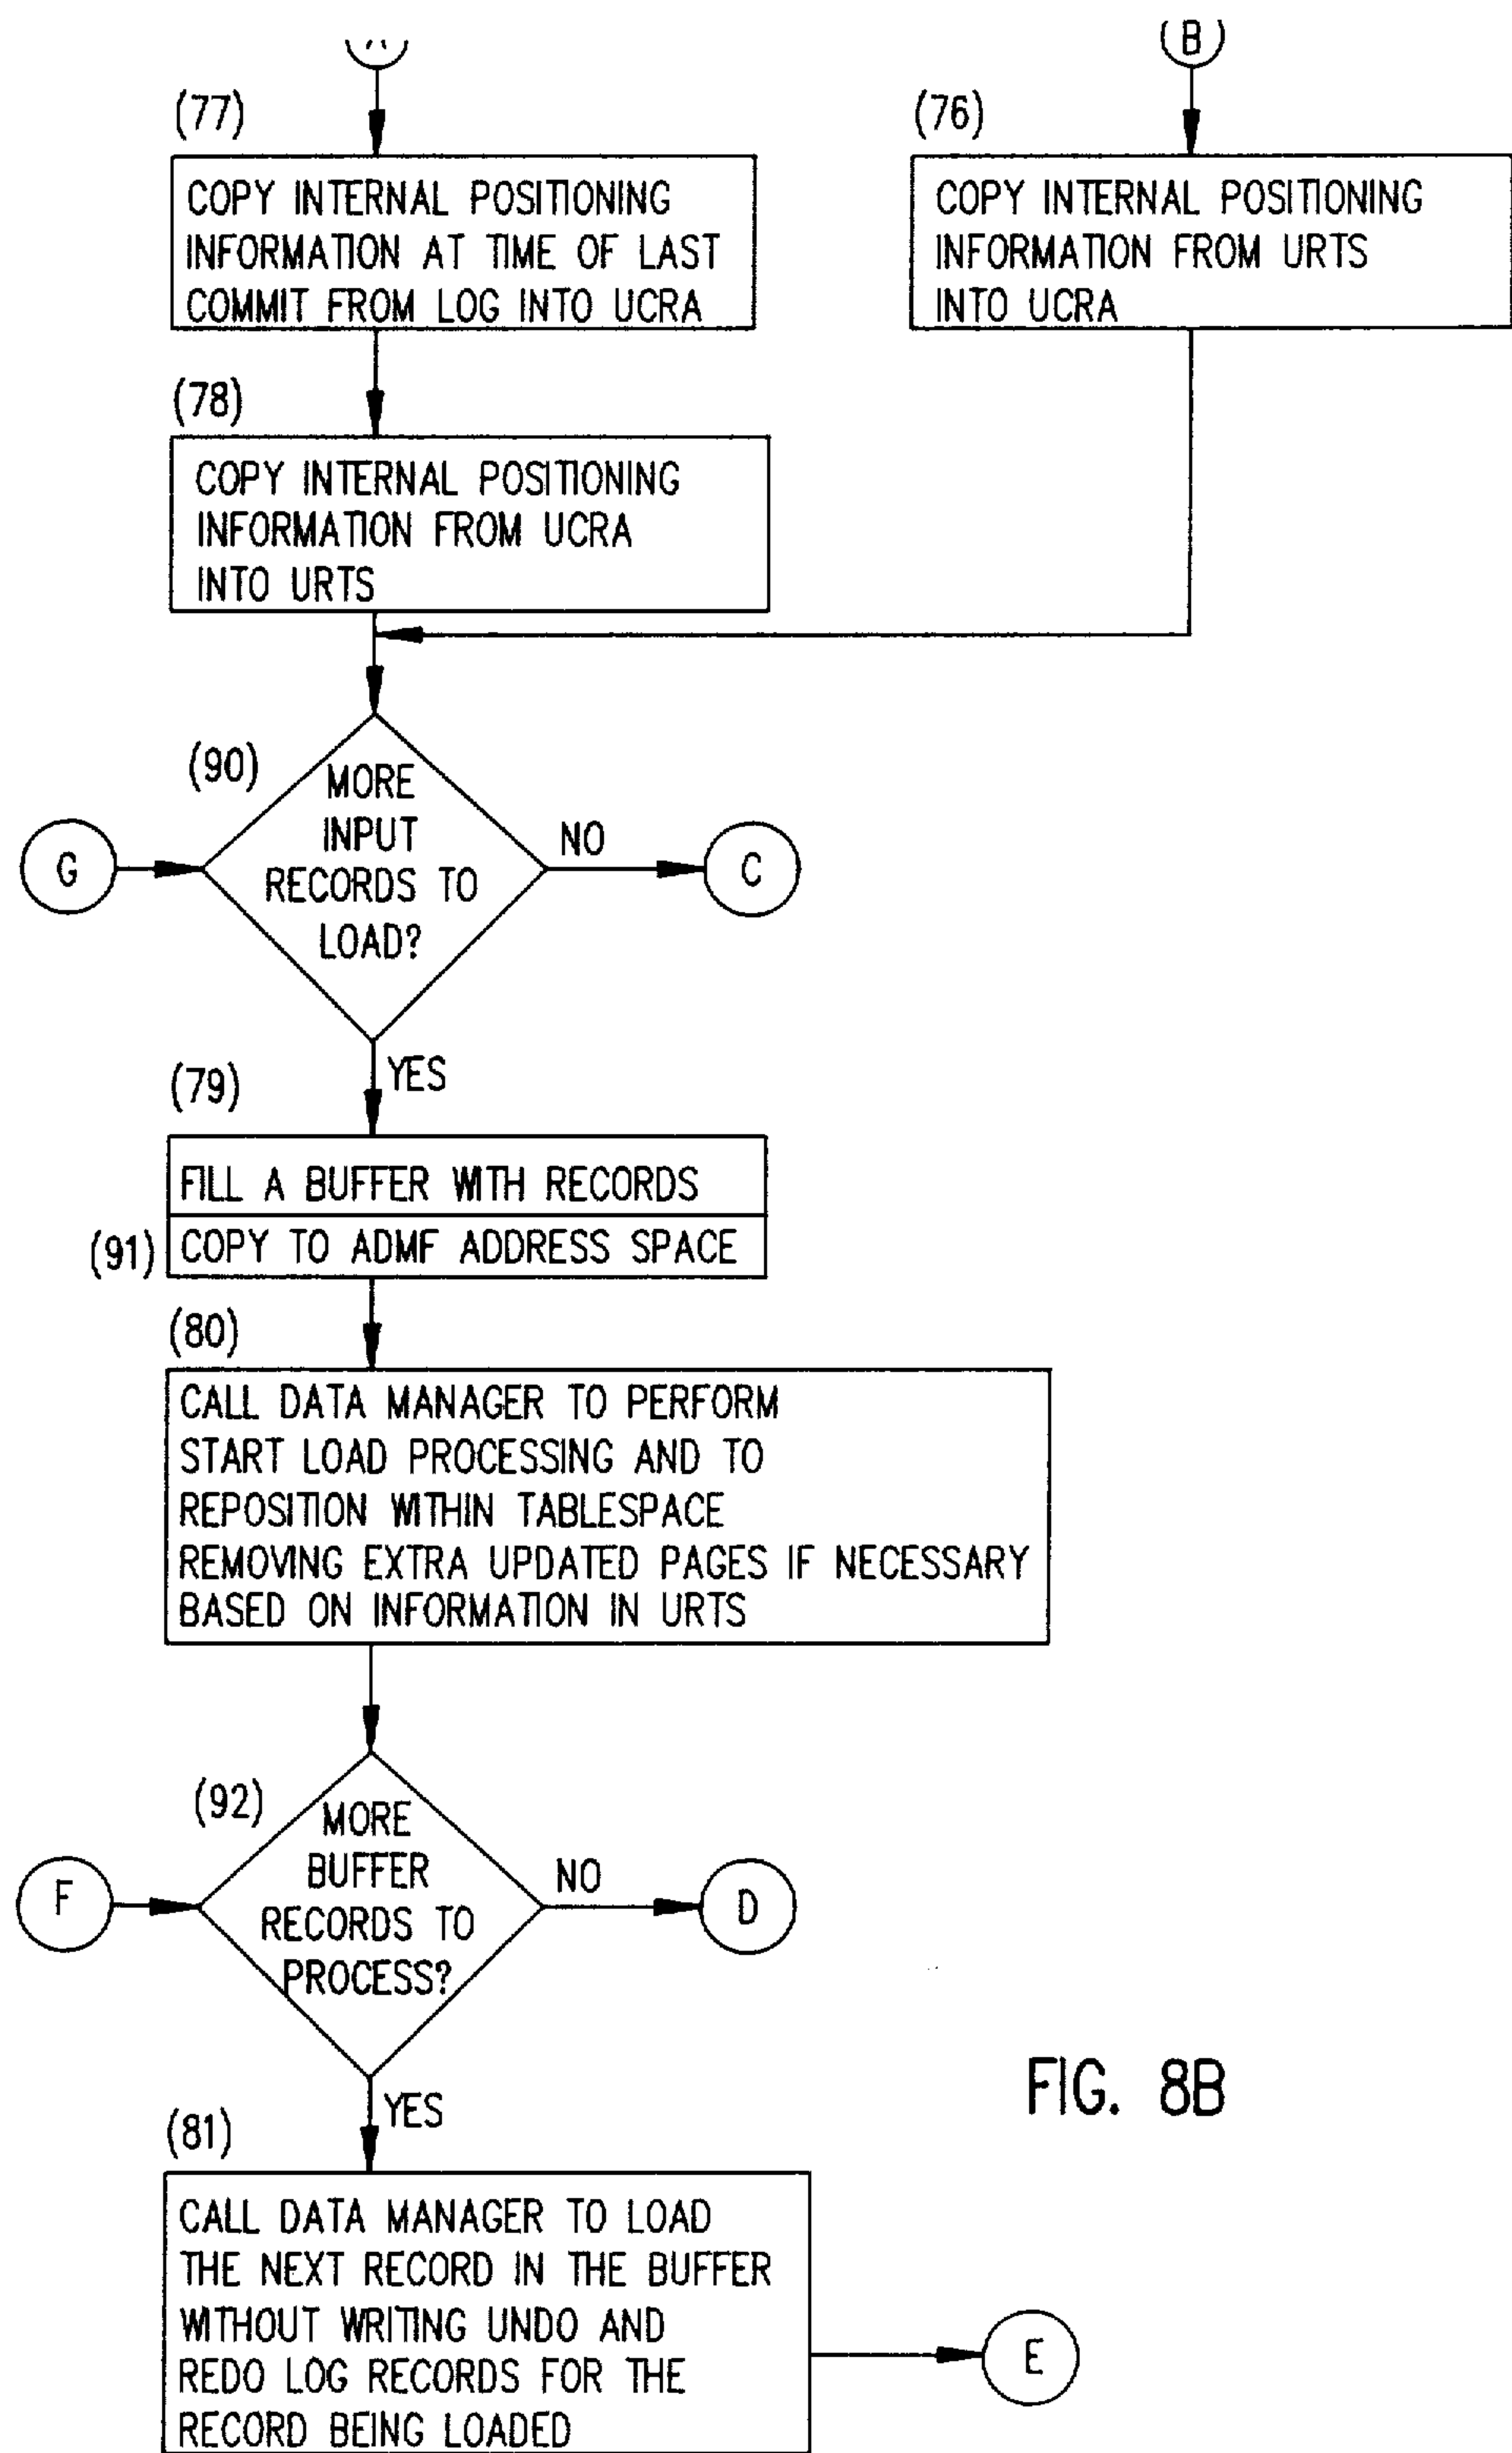 (B)
(77)
(76)
COPY INTERNAL POSITIONING
INFORMATION AT TIME OF LAST
COMMIT FROM LOG INTO UCRA
COPY INTERNAL POSITIONING
INFORMATION FROM URTS
INTO UCRA
(78)
COPY INTERNAL POSITIONING
INFORMATION FROM UCRA
INTO URTS
(90)
MORE
INPUT
RECORDS TO
LOAD?
G
NO
C
YES
(79)
FILL A BUFFER WITH RECORDS
(91)
COPY TO ADMF ADDRESS SPACE
(80)
CALL DATA MANAGER TO PERFORM
START LOAD PROCESSING AND TO
REPOSITION WITHIN TABLESPACE
REMOVING EXTRA UPDATED PAGES IF NECESSARY
BASED ON INFORMATION IN URTS
(92)
MORE
BUFFER
RECORDS TO
PROCESS?
F
NO
D
YES
FIG. 8B
(81)
CALL DATA MANAGER TO LOAD
THE NEXT RECORD IN THE BUFFER
WITHOUT WRITING UNDO AND
REDO LOG RECORDS FOR THE
RECORD BEING LOADED
E